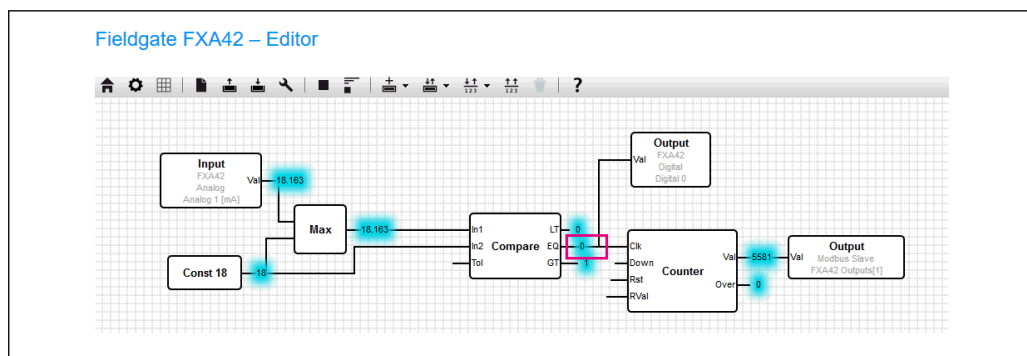 Fieldgate FXA42 – Editor
123
123
?
Input
FXA42
Analog
Analog 1 [mA]
Val
18.163
Const 18
18
Max
18.163
In1
In2
Tol
Compare
LT
EQ
GT
0
0
1
Output
FXA42
Digital
Digital 0
Val
Clk
Down
Rst
RVal
Counter
Val
Over
5581
0
Val
Output
Modbus Slave
FXA42 Outputs[1]